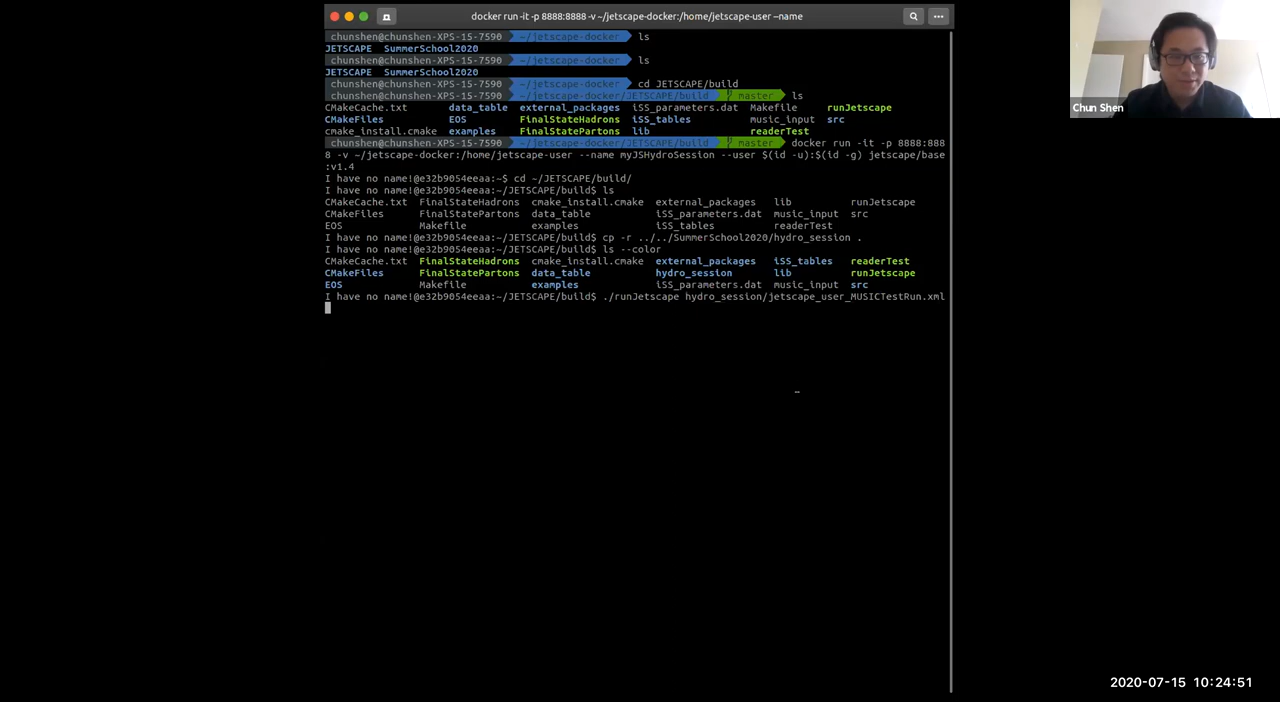 docker run -it -p 8888:8888 -v ~/jetscape-docker:/home/jetscape-user --name
chunshen@chunshen-XPS-15-7590 ~/jetscape-docker ls
JETSCAPE SummerSchool2020
chunshen@chunshen-XPS-15-7590 ~/jetscape-docker ls
JETSCAPE SummerSchool2020
chunshen@chunshen-XPS-15-7590 ~/jetscape-docker cd JETSCAPE/build
chunshen@chunshen-XPS-15-7590 ~/jetscape-docker/JETSCAPE/build master ls
CMakeCache.txt data_table external_packages iSS_parameters.dat Makefile runJetscape
CMakeFiles EOS FinalStateHadrons iSS_tables music_input src
cmake_install.cmake examples FinalStatePartons lib readerTest
chunshen@chunshen-XPS-15-7590 ~/jetscape-docker/JETSCAPE/build master docker run -it -p 8888:888
8 -v ~/jetscape-docker:/home/jetscape-user --name myJSHydroSession --user $(id -u):$(id -g) jetscape/base
:v1.4
I have no name!@e32b9054eeaa:~$ cd ~/JETSCAPE/build/
I have no name!@e32b9054eeaa:~/JETSCAPE/build$ ls
CMakeCache.txt FinalStateHadrons cmake_install.cmake external_packages lib runJetscape
CMakeFiles FinalStatePartons data_table iSS_parameters.dat music_input src
EOS Makefile examples iSS_tables readerTest
I have no name!@e32b9054eeaa:~/JETSCAPE/build$ cp -r ../../SummerSchool2020/hydro_session .
I have no name!@e32b9054eeaa:~/JETSCAPE/build$ ls --color
CMakeCache.txt FinalStateHadrons cmake_install.cmake external_packages iSS_tables readerTest
CMakeFiles FinalStatePartons data_table hydro_session lib runJetscape
EOS Makefile examples iSS_parameters.dat music_input src
I have no name!@e32b9054eeaa:~/JETSCAPE/build$ ./runJetscape hydro_session/jetscape_user_MUSICTestRun.xml
Chun Shen
2020-07-15 10:24:51